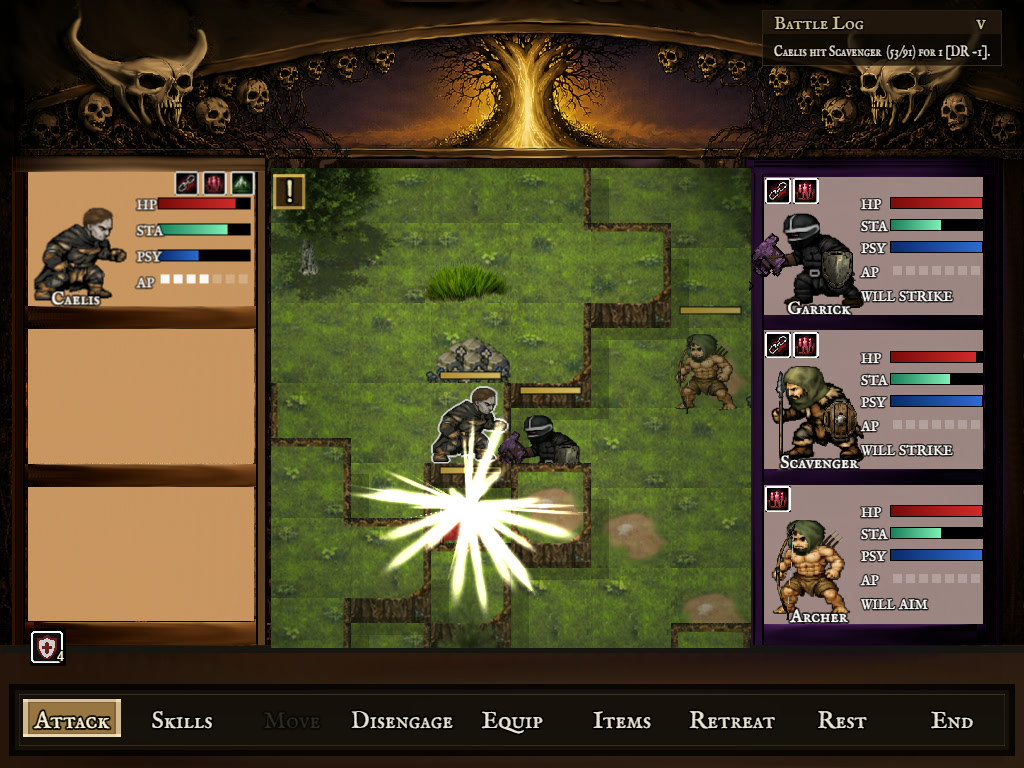 Battle Log V
Caelis hit Scavenger (53/91) for 1 [DR -1].
!
HP
STA
PSY
AP
Caelis
HP
STA
PSY
AP
WILL STRIKE
Garrick
HP
STA
PSY
AP
WILL STRIKE
Scavenger
HP
STA
PSY
AP
WILL AIM
Archer
4
Attack Skills Move Disengage Equip Items Retreat Rest End